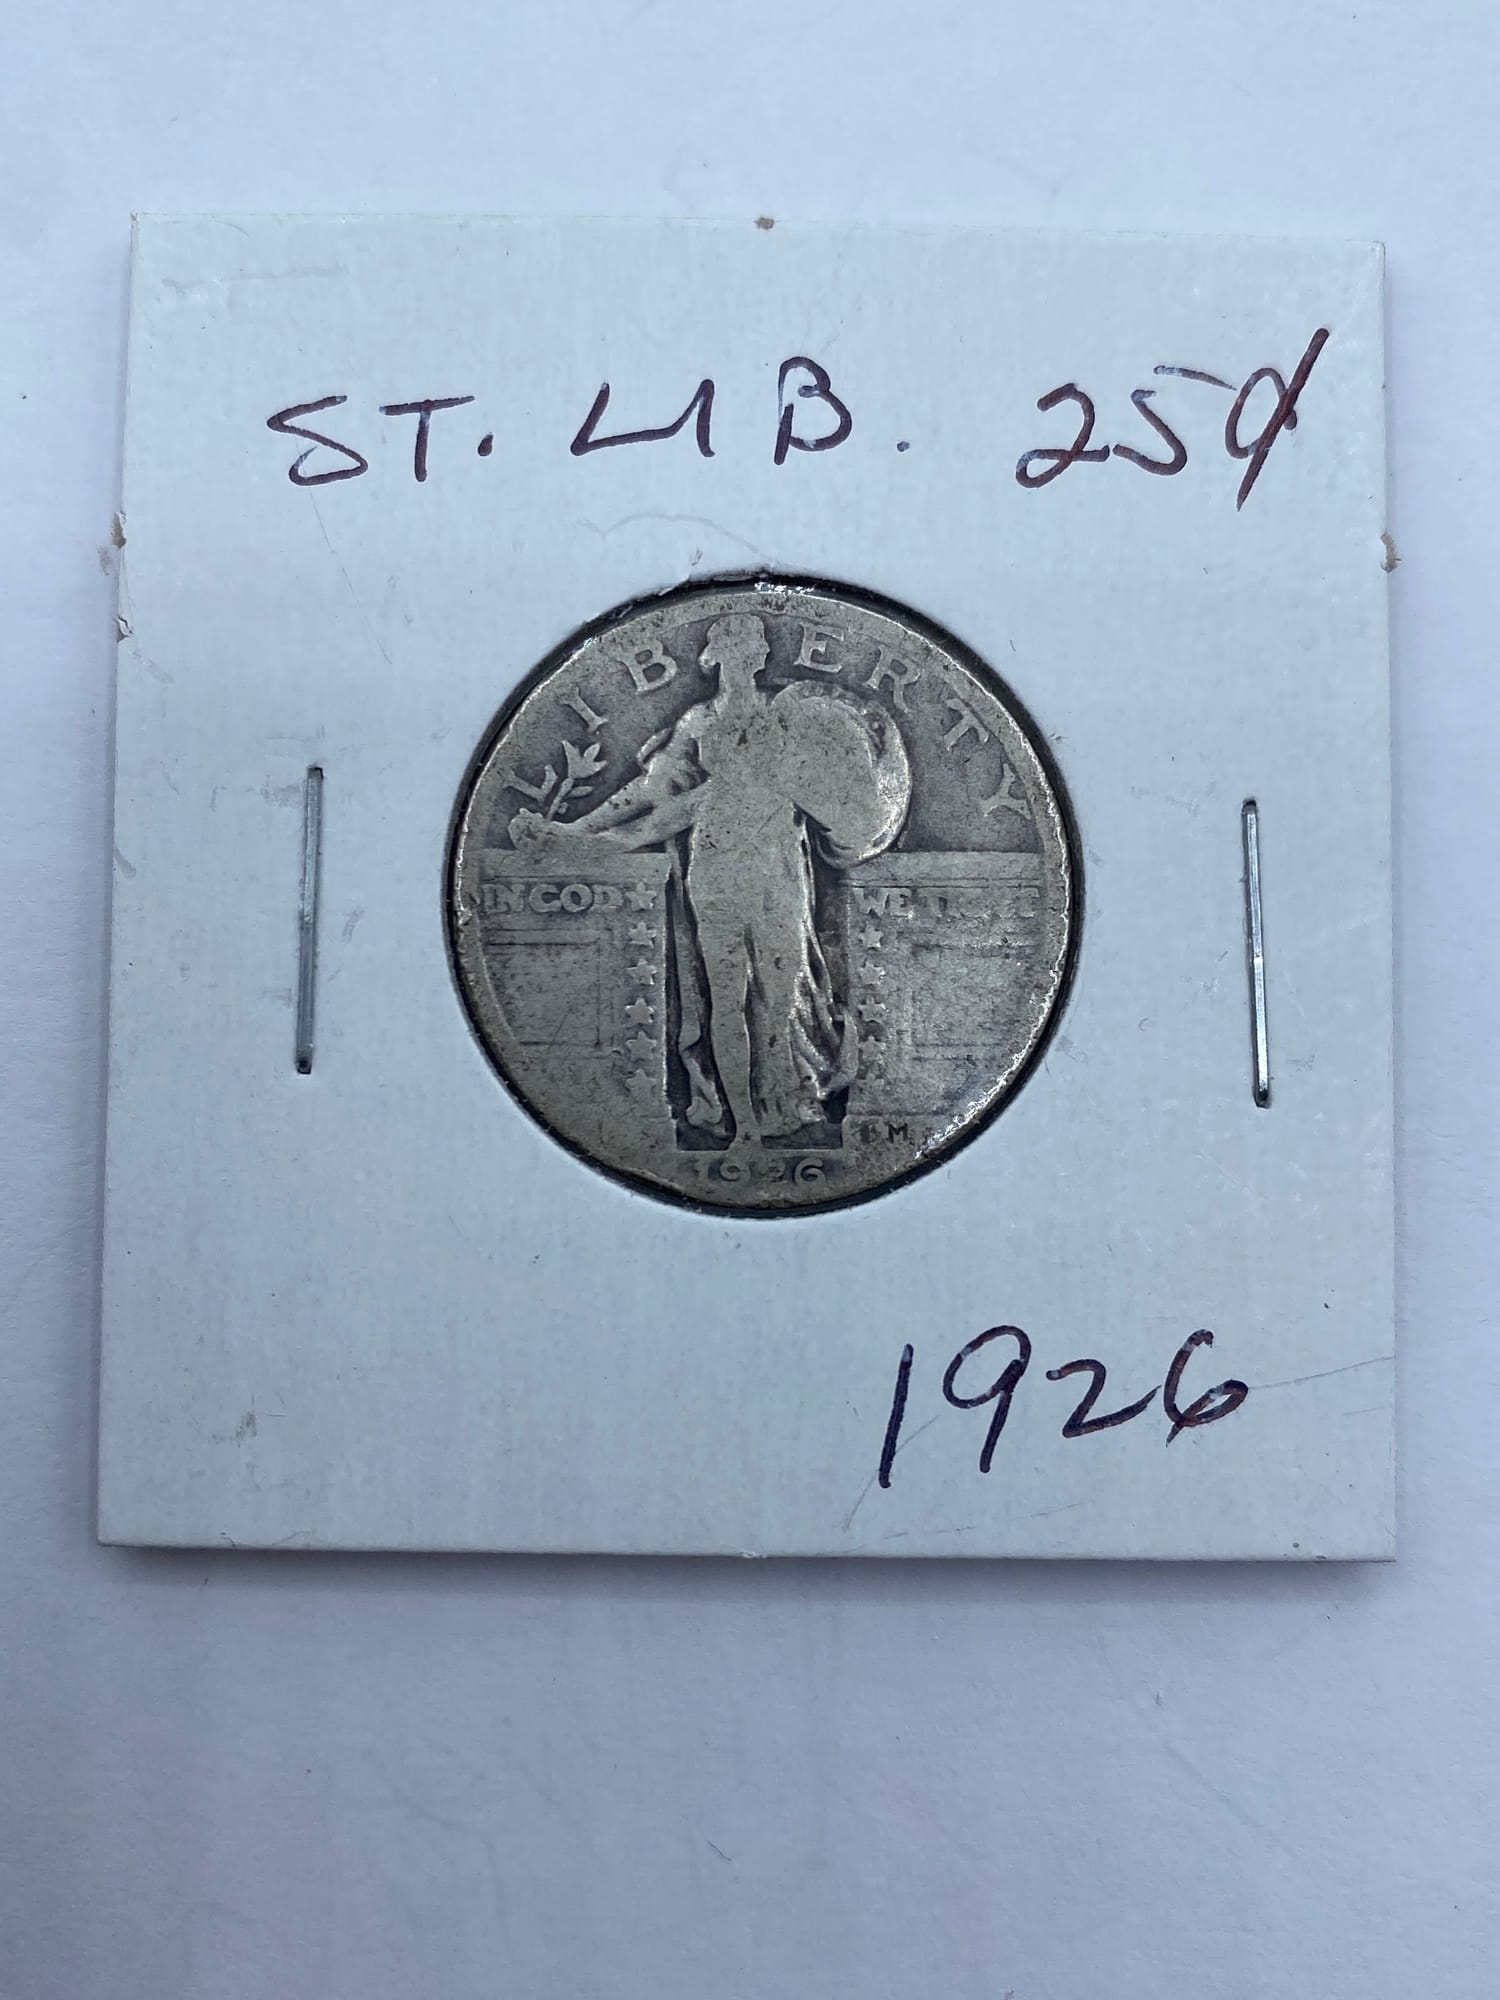 ST. LIB. 25¢
LIBERTY
IN GOD WE TRUST
M
1926
1926